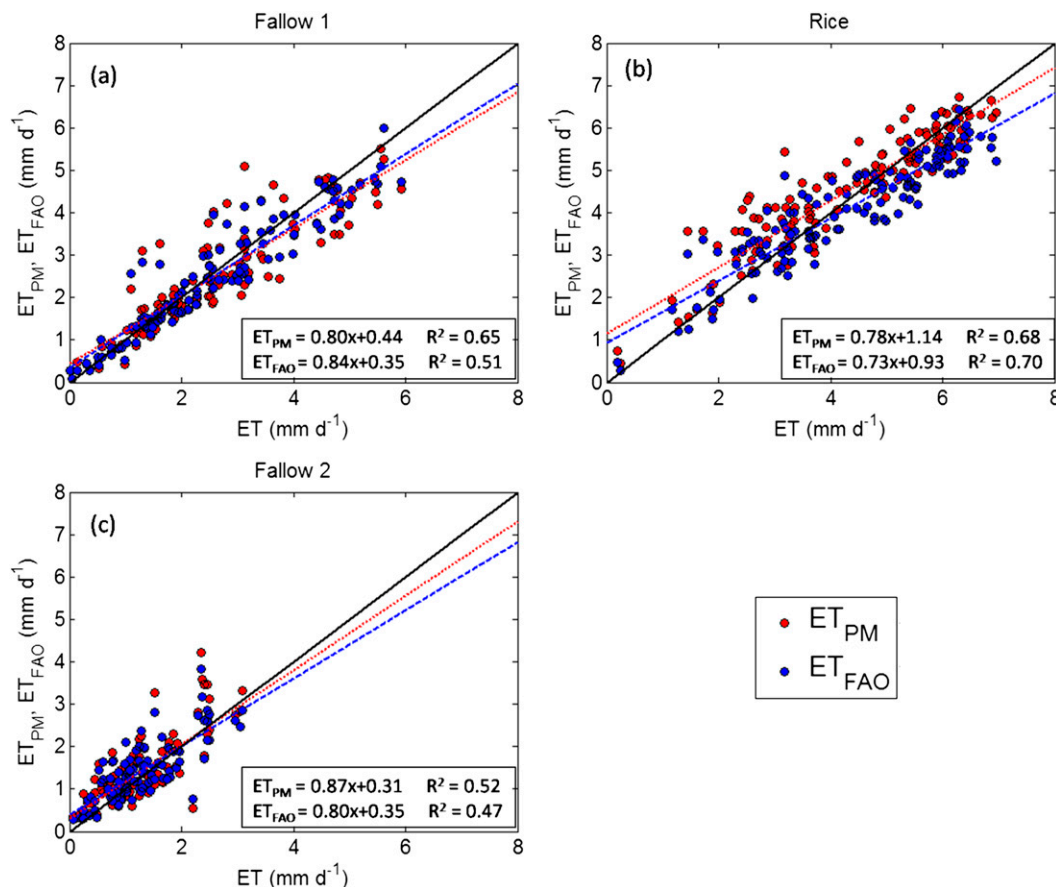 Fallow 1
(a)
ET_PM, ET_FAO (mm d⁻¹)
8
7
6
5
4
3
2
1
0
ET_PM = 0.80x+0.44 R² = 0.65
ET_FAO = 0.84x+0.35 R² = 0.51
0 2 4 6 8
ET (mm d⁻¹)
Rice
(b)
ET_PM, ET_FAO (mm d⁻¹)
8
7
6
5
4
3
2
1
0
ET_PM = 0.78x+1.14 R² = 0.68
ET_FAO = 0.73x+0.93 R² = 0.70
0 2 4 6 8
ET (mm d⁻¹)
Fallow 2
(c)
ET_PM, ET_FAO (mm d⁻¹)
8
7
6
5
4
3
2
1
0
ET_PM = 0.87x+0.31 R² = 0.52
ET_FAO = 0.80x+0.35 R² = 0.47
0 2 4 6 8
ET (mm d⁻¹)
ET_PM
ET_FAO